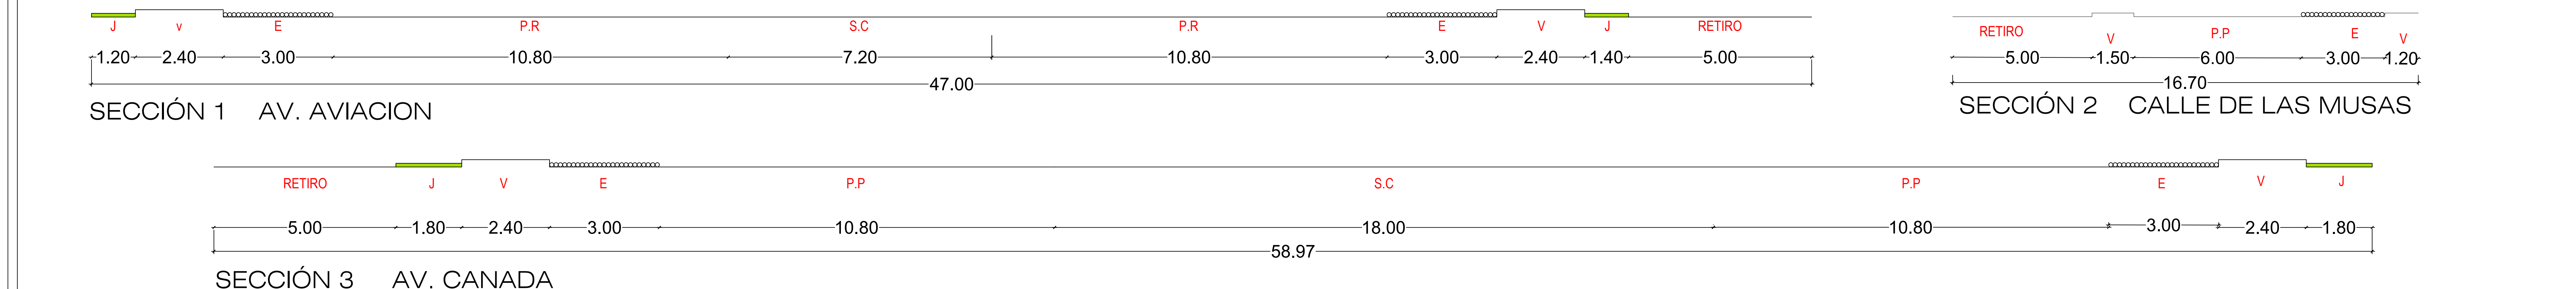 J v E P.R S.C P.R E V J RETIRO
1.20 2.40 3.00 10.80 7.20 10.80 3.00 2.40 1.40 5.00
47.00
SECCIÓN 1 AV. AVIACION
RETIRO V P.P E V
5.00 1.50 6.00 3.00 1.20
16.70
SECCIÓN 2 CALLE DE LAS MUSAS
RETIRO J V E P.P S.C P.P E V J
5.00 1.80 2.40 3.00 10.80 18.00 10.80 3.00 2.40 1.80
58.97
SECCIÓN 3 AV. CANADA